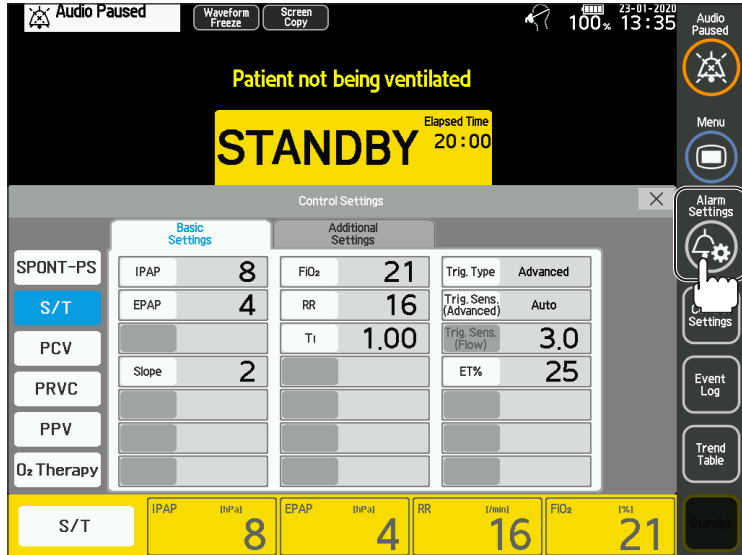 Audio Paused
Waveform
Freeze
Screen
Copy
100%
23-01-2020
13:35
Audio
Paused
Patient not being ventilated
STANDBY
Elapsed Time
20:00
Menu
Control Settings
Alarm
Settings
Basic
Settings
Additional
Settings
SPONT-PS
S/T
PCV
PRVC
PPV
O₂ Therapy
IPAP 8
FiO₂ 21
Trig. Type Advanced
EPAP 4
RR 16
Trig. Sens.
(Advanced) Auto
TI 1.00
Trig. Sens.
(Flow) 3.0
Slope 2
ET% 25
Settings
Event
Log
Trend
Table
Standby
S/T
IPAP [hPa] 8
EPAP [hPa] 4
RR [/min] 16
FiO₂ [%] 21